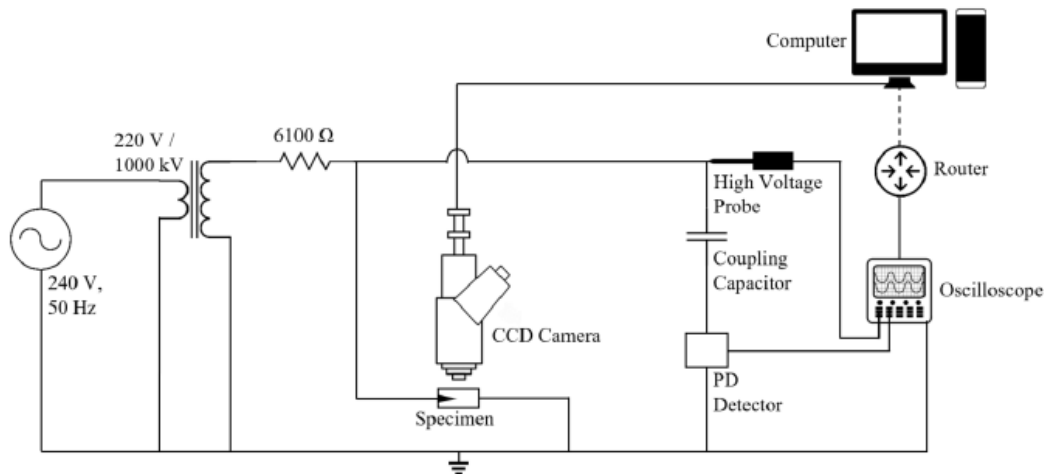 Computer
220 V /
1000 kV
6100 Ω
Router
High Voltage
Probe
240 V,
50 Hz
Coupling
Capacitor
Oscilloscope
CCD Camera
PD
Detector
Specimen